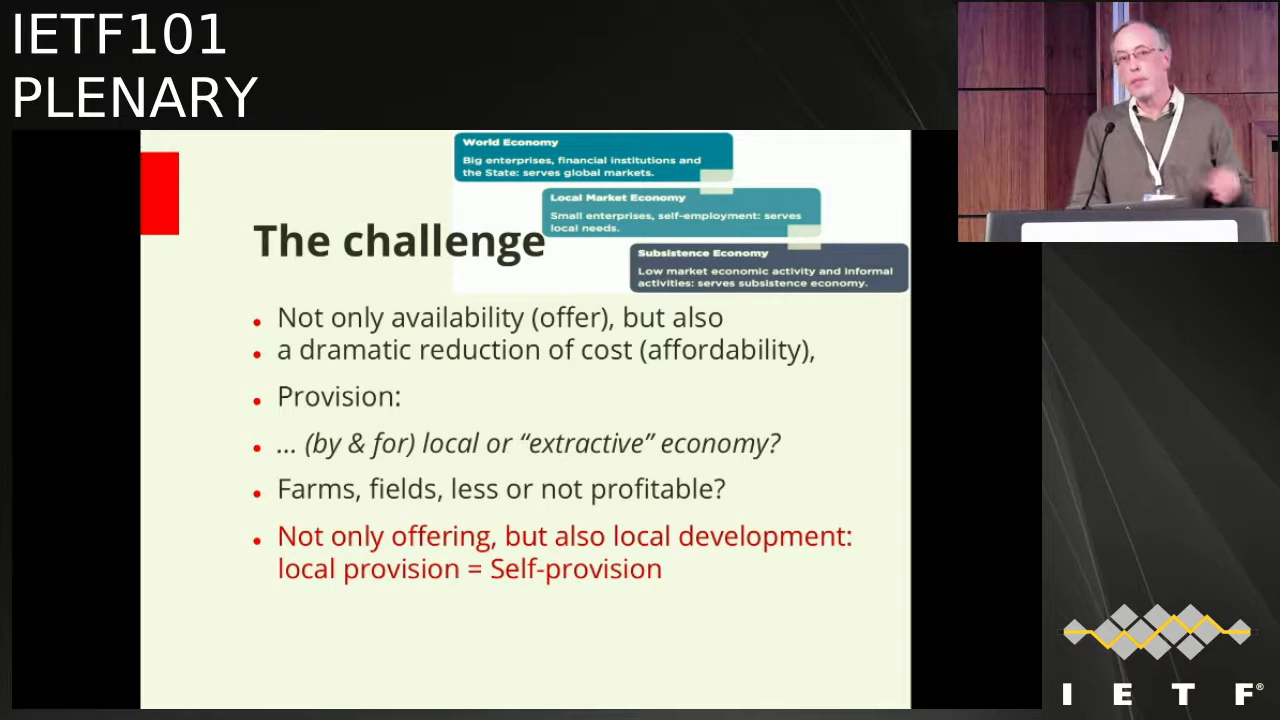 IETF101
PLENARY
World Economy
Big enterprises, financial institutions and
the State: serves global markets.
Local Market Economy
Small enterprises, self-employment: serves
local needs.
Subsistence Economy
Low market economic activity and informal
activities: serves subsistence economy.
The challenge
• Not only availability (offer), but also
• a dramatic reduction of cost (affordability),
• Provision:
• ... (by & for) local or “extractive” economy?
• Farms, fields, less or not profitable?
• Not only offering, but also local development:
local provision = Self-provision
I E T F®